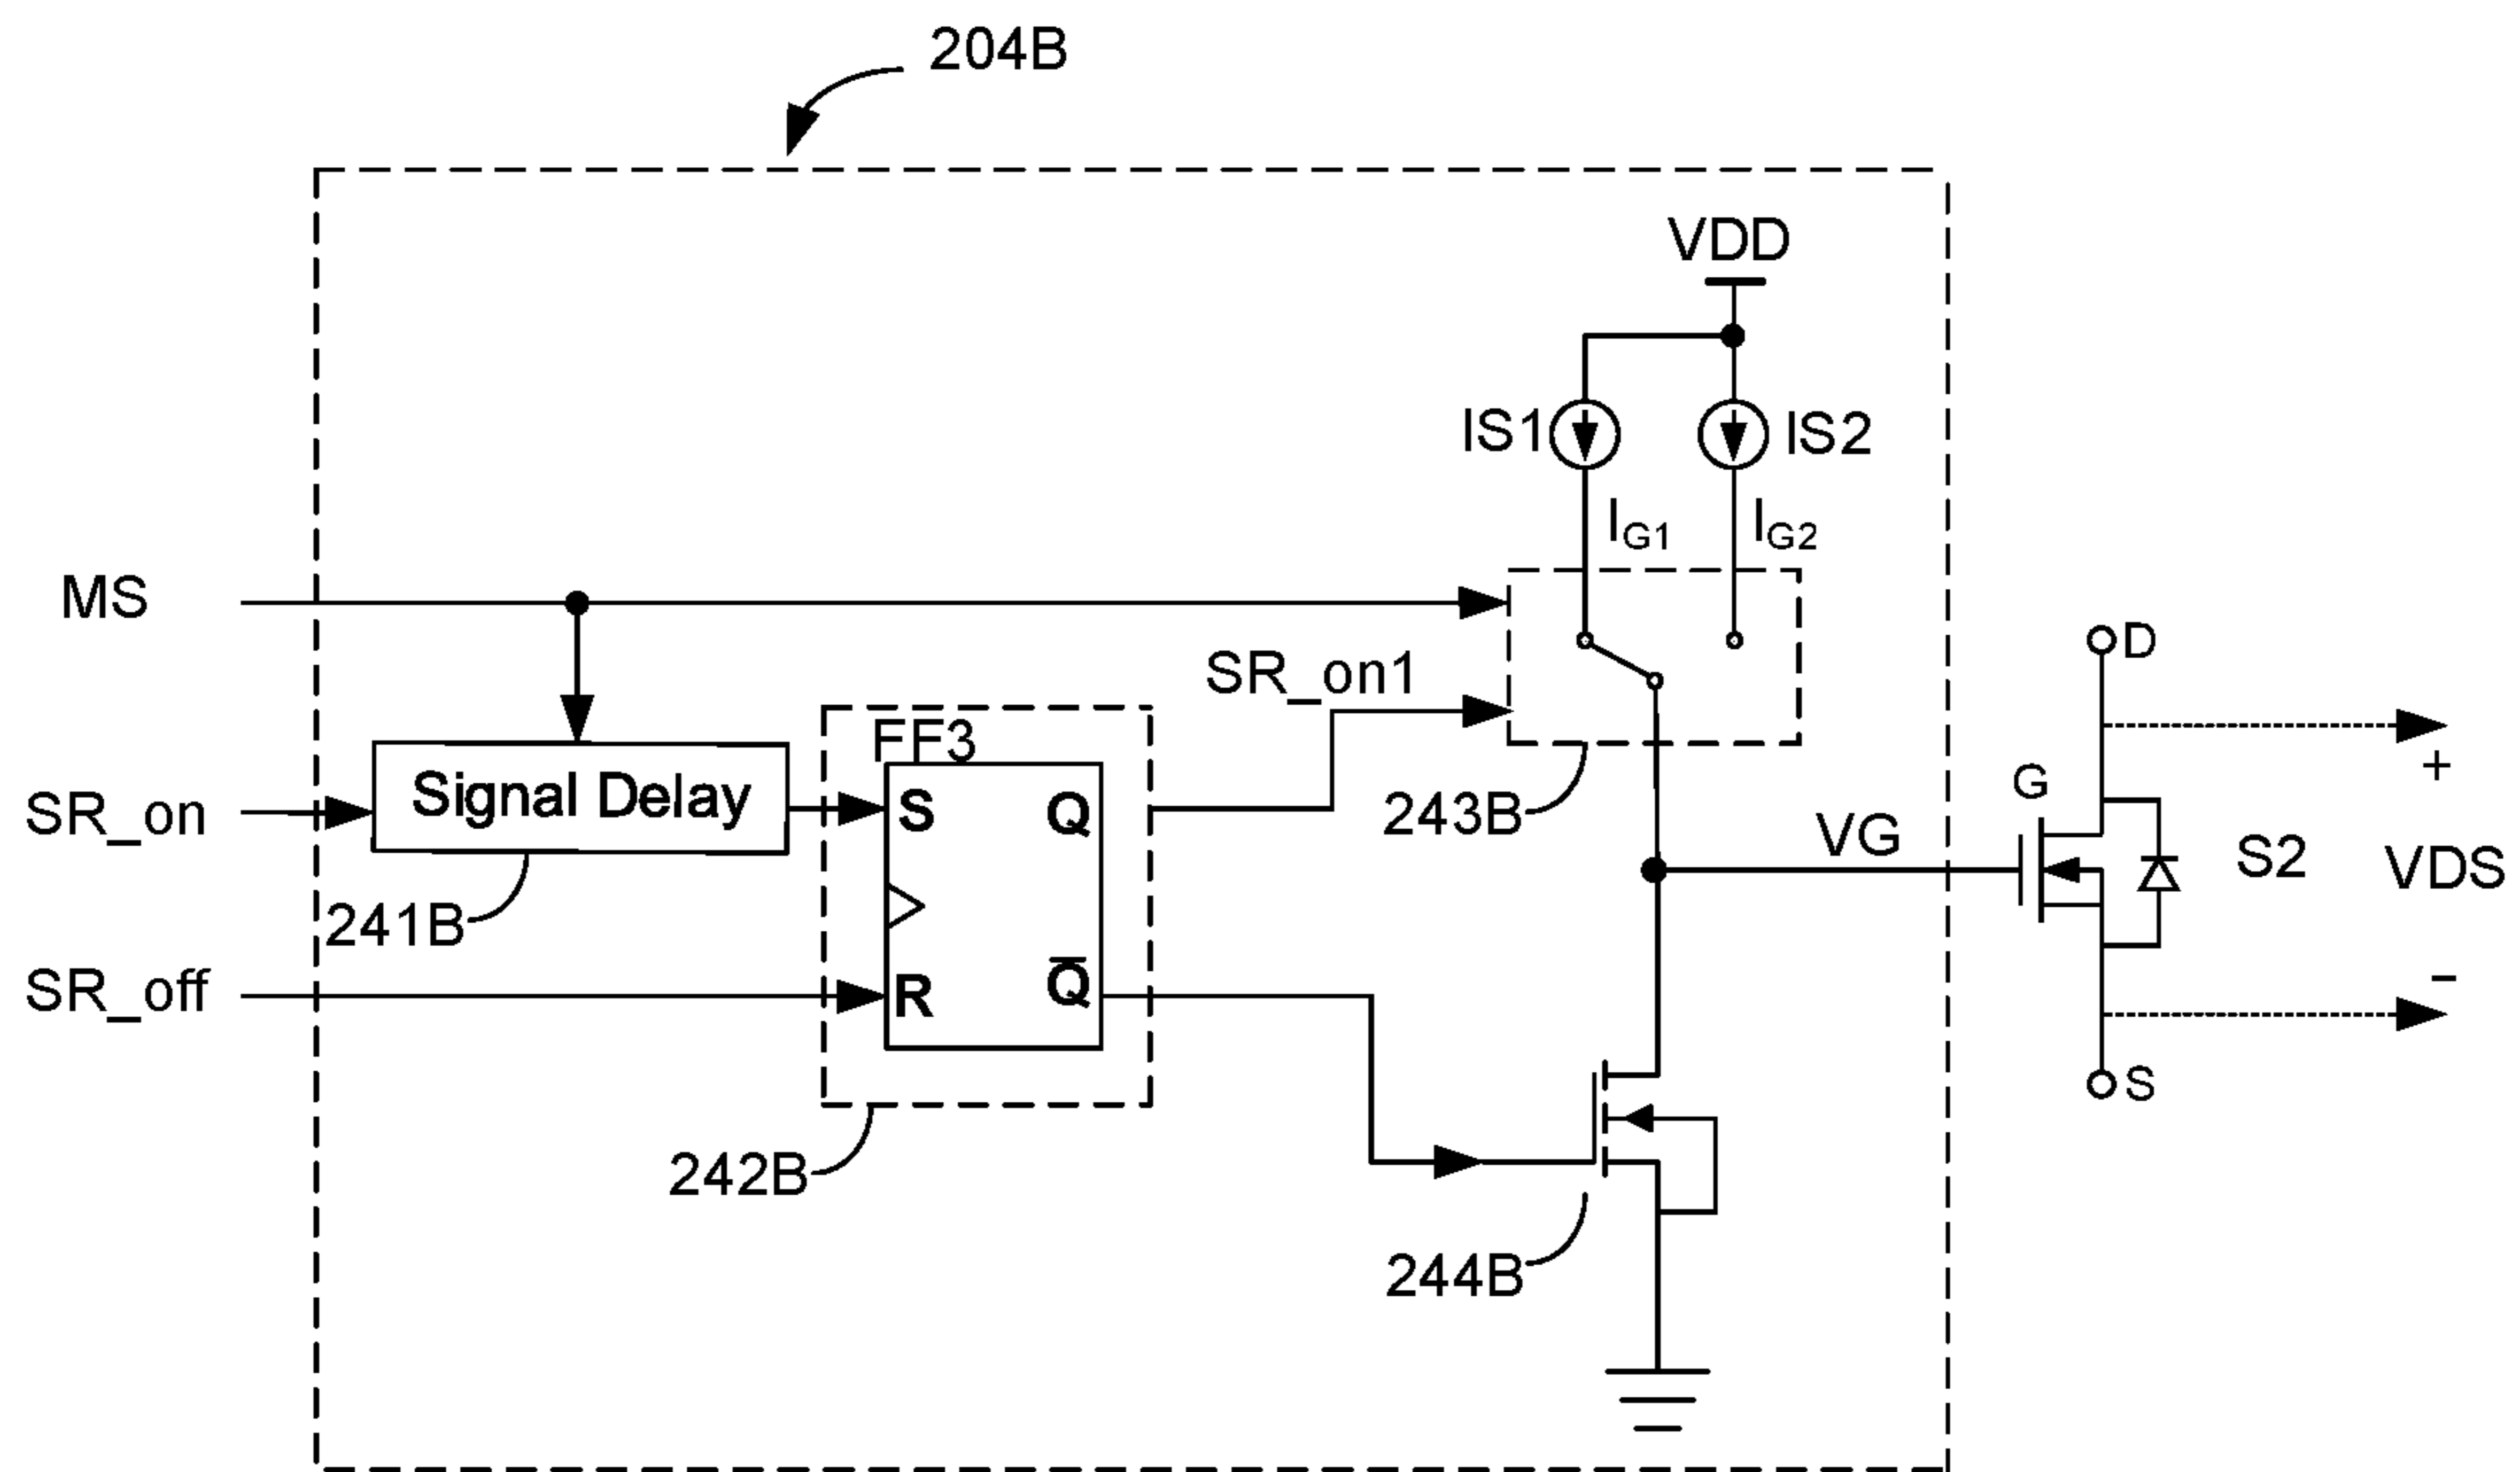 204B
VDD
IS1
IS2
IG1
IG2
MS
SR_on1
D
FF3
Signal Delay
SR_on
S
Q
243B
G
+
VG
S2
VDS
241B
SR_off
R
Q̅
-
S
242B
244B